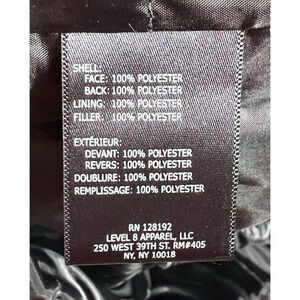 SHELL:
FACE: 100% POLYESTER
BACK: 100% POLYESTER
LINING: 100% POLYESTER
FILLER: 100% POLYESTER
EXTÉRIEUR:
DEVANT: 100% POLYESTER
REVERS: 100% POLYESTER
DOUBLURE: 100% POLYESTER
REMPLISSAGE: 100% POLYESTER
RN 128192
LEVEL 8 APPAREL, LLC
250 WEST 39TH ST. RM#405
NY, NY 10018